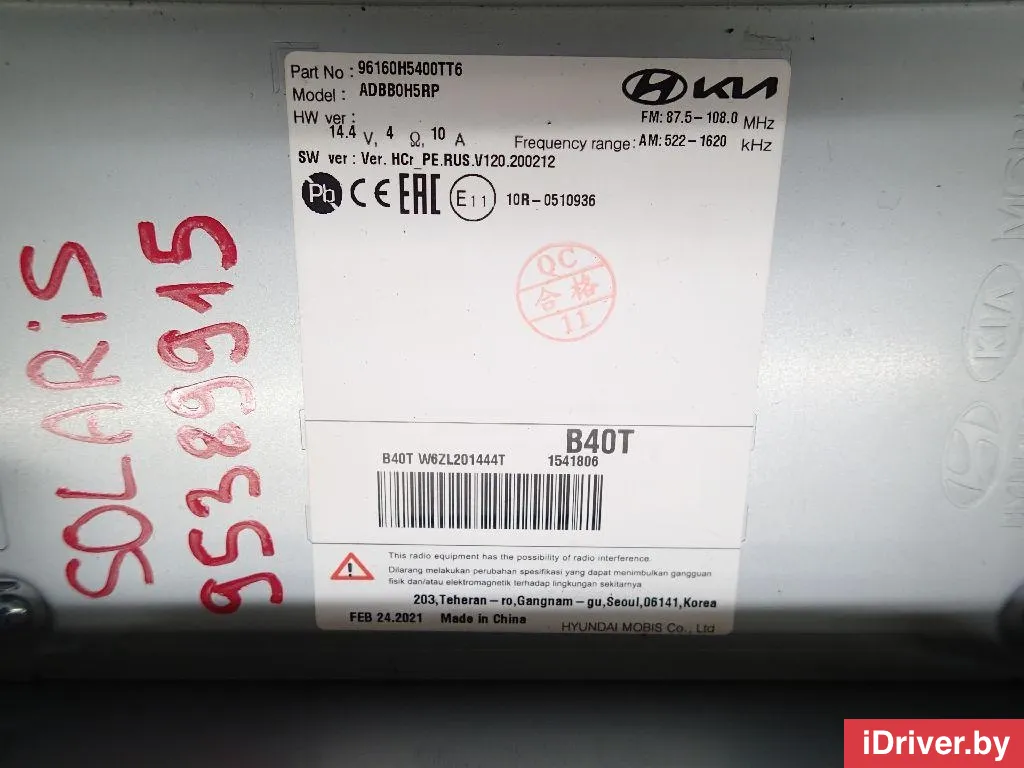 Part No : 96160H5400TT6
Model : ADBB0H5RP
HW ver :
14.4 V, 4 Ω, 10 A
SW ver : Ver. HCr_PE.RUS.V120.200212
KIA
FM: 87.5-108.0 MHz
Frequency range: AM: 522-1620 kHz
Pb CE EAC E11 10R-0510936
QC
合格
11
B40T
B40T W6ZL201444T 1541806
This radio equipment has the possibility of radio interference.
Dilarang melakukan perubahan spesifikasi yang dapat menimbulkan gangguan
fisik dan/atau elektromagnetik terhadap lingkungan sekitarnya
203,Teheran-ro,Gangnam-gu,Seoul,06141,Korea
FEB 24.2021 Made in China HYUNDAI MOBIS Co., Ltd
SOLARiS
95389915
KIA
iDriver.by